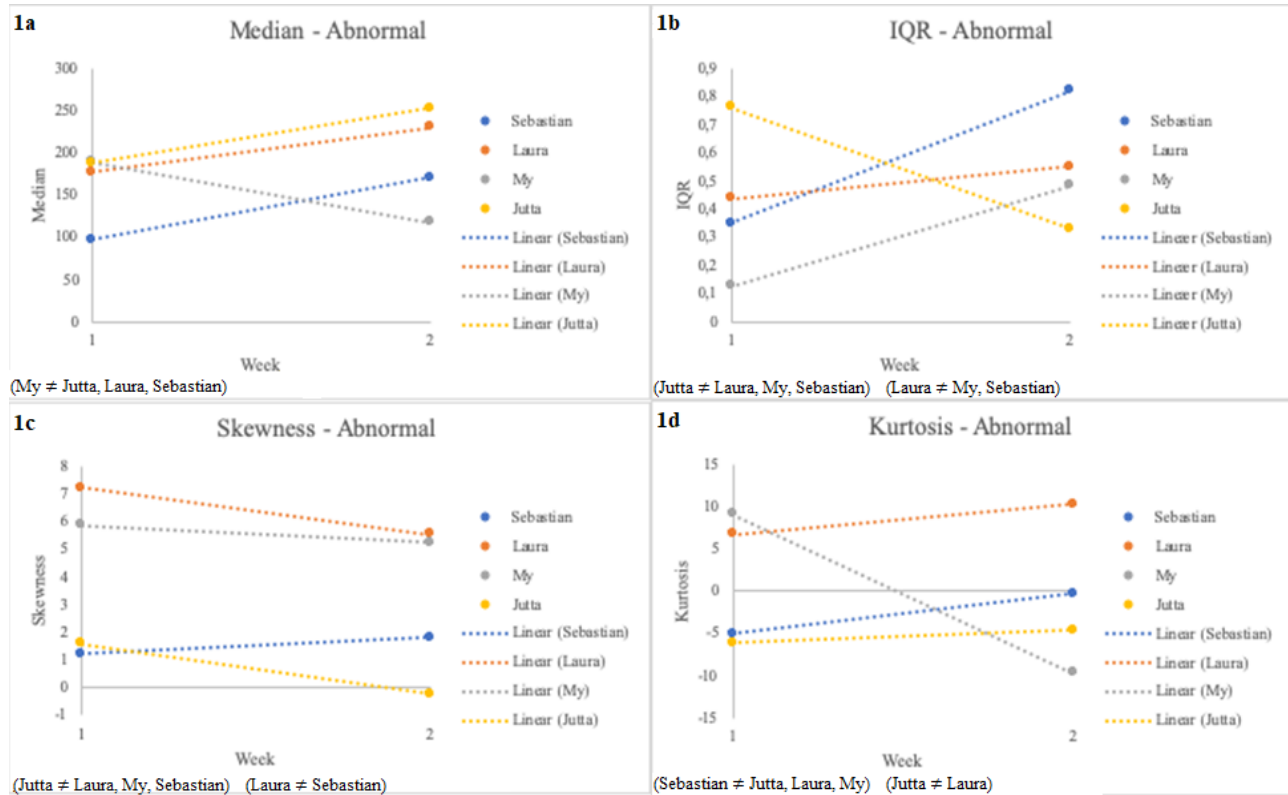 1a
Median - Abnormal
300
250
200
150
100
50
0
Median
1
2
Week
Sebastian
Laura
My
Jutta
Linear (Sebastian)
Linear (Laura)
Linear (My)
Linear (Jutta)
(My ≠ Jutta, Laura, Sebastian)
1b
IQR - Abnormal
0,9
0,8
0,7
0,6
0,5
0,4
0,3
0,2
0,1
0
IQR
1
2
Week
Sebastian
Laura
My
Jutta
Lineær (Sebastian)
Lineær (Laura)
Lineær (My)
Lineær (Jutta)
(Jutta ≠ Laura, My, Sebastian) (Laura ≠ My, Sebastian)
1c
Skewness - Abnormal
8
7
6
5
4
3
2
1
0
-1
Skewness
1
2
Week
Sebastian
Laura
My
Jutta
Linear (Sebastian)
Linear (Laura)
Linear (My)
Linear (Jutta)
(Jutta ≠ Laura, My, Sebastian) (Laura ≠ Sebastian)
1d
Kurtosis - Abnormal
15
10
5
0
-5
-10
-15
Kurtosis
1
2
Week
Sebastian
Laura
My
Jutta
Linear (Sebastian)
Linear (Laura)
Linear (My)
Linear (Jutta)
(Sebastian ≠ Jutta, Laura, My) (Jutta ≠ Laura)